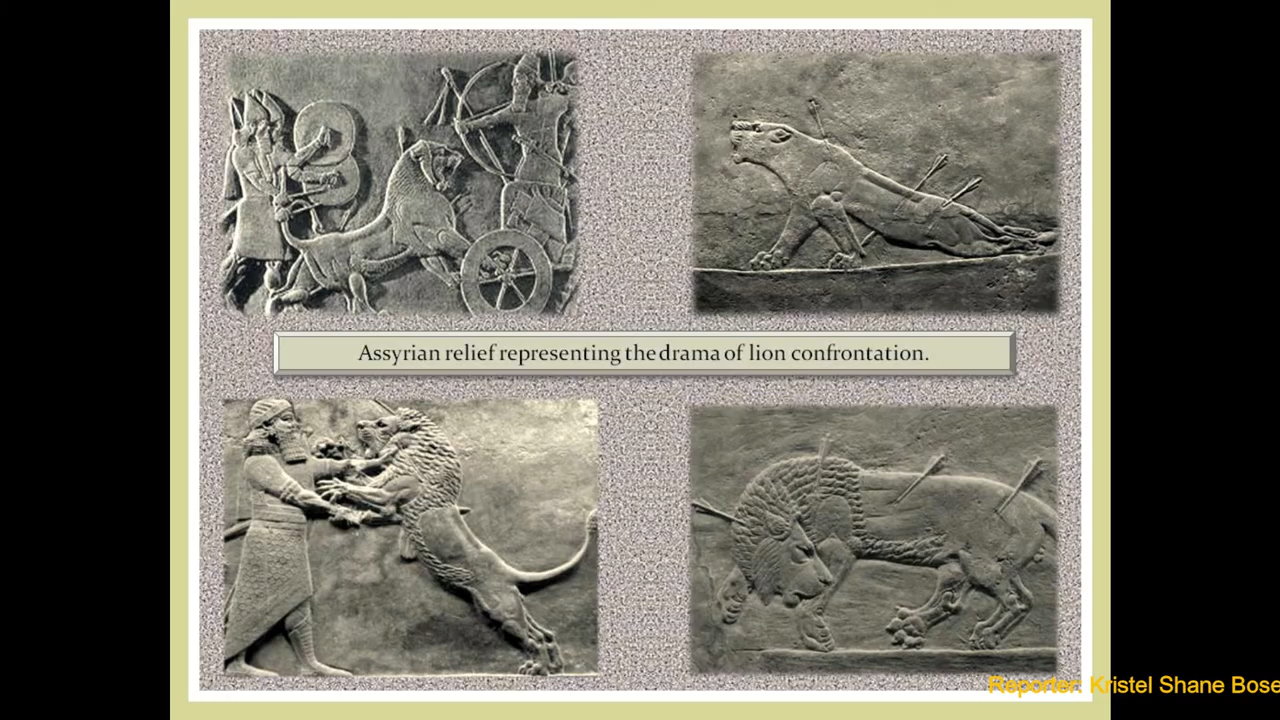 Assyrian relief representing the drama of lion confrontation.
Reporter: Kristel Shane Bose